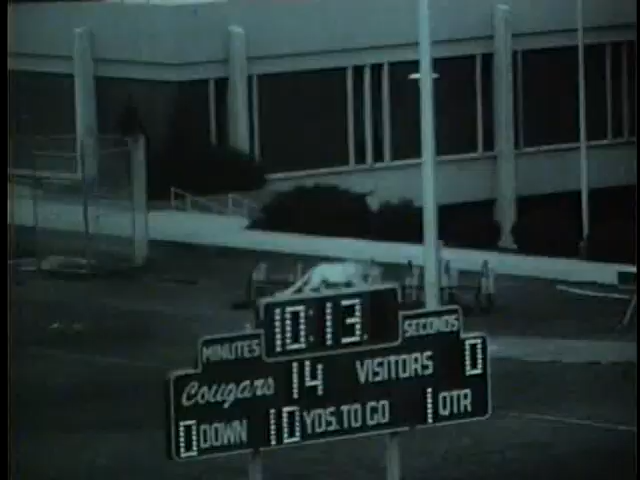 10:13
MINUTES SECONDS
Cougars 14 VISITORS 0
0 DOWN 10 YDS. TO GO 1 QTR